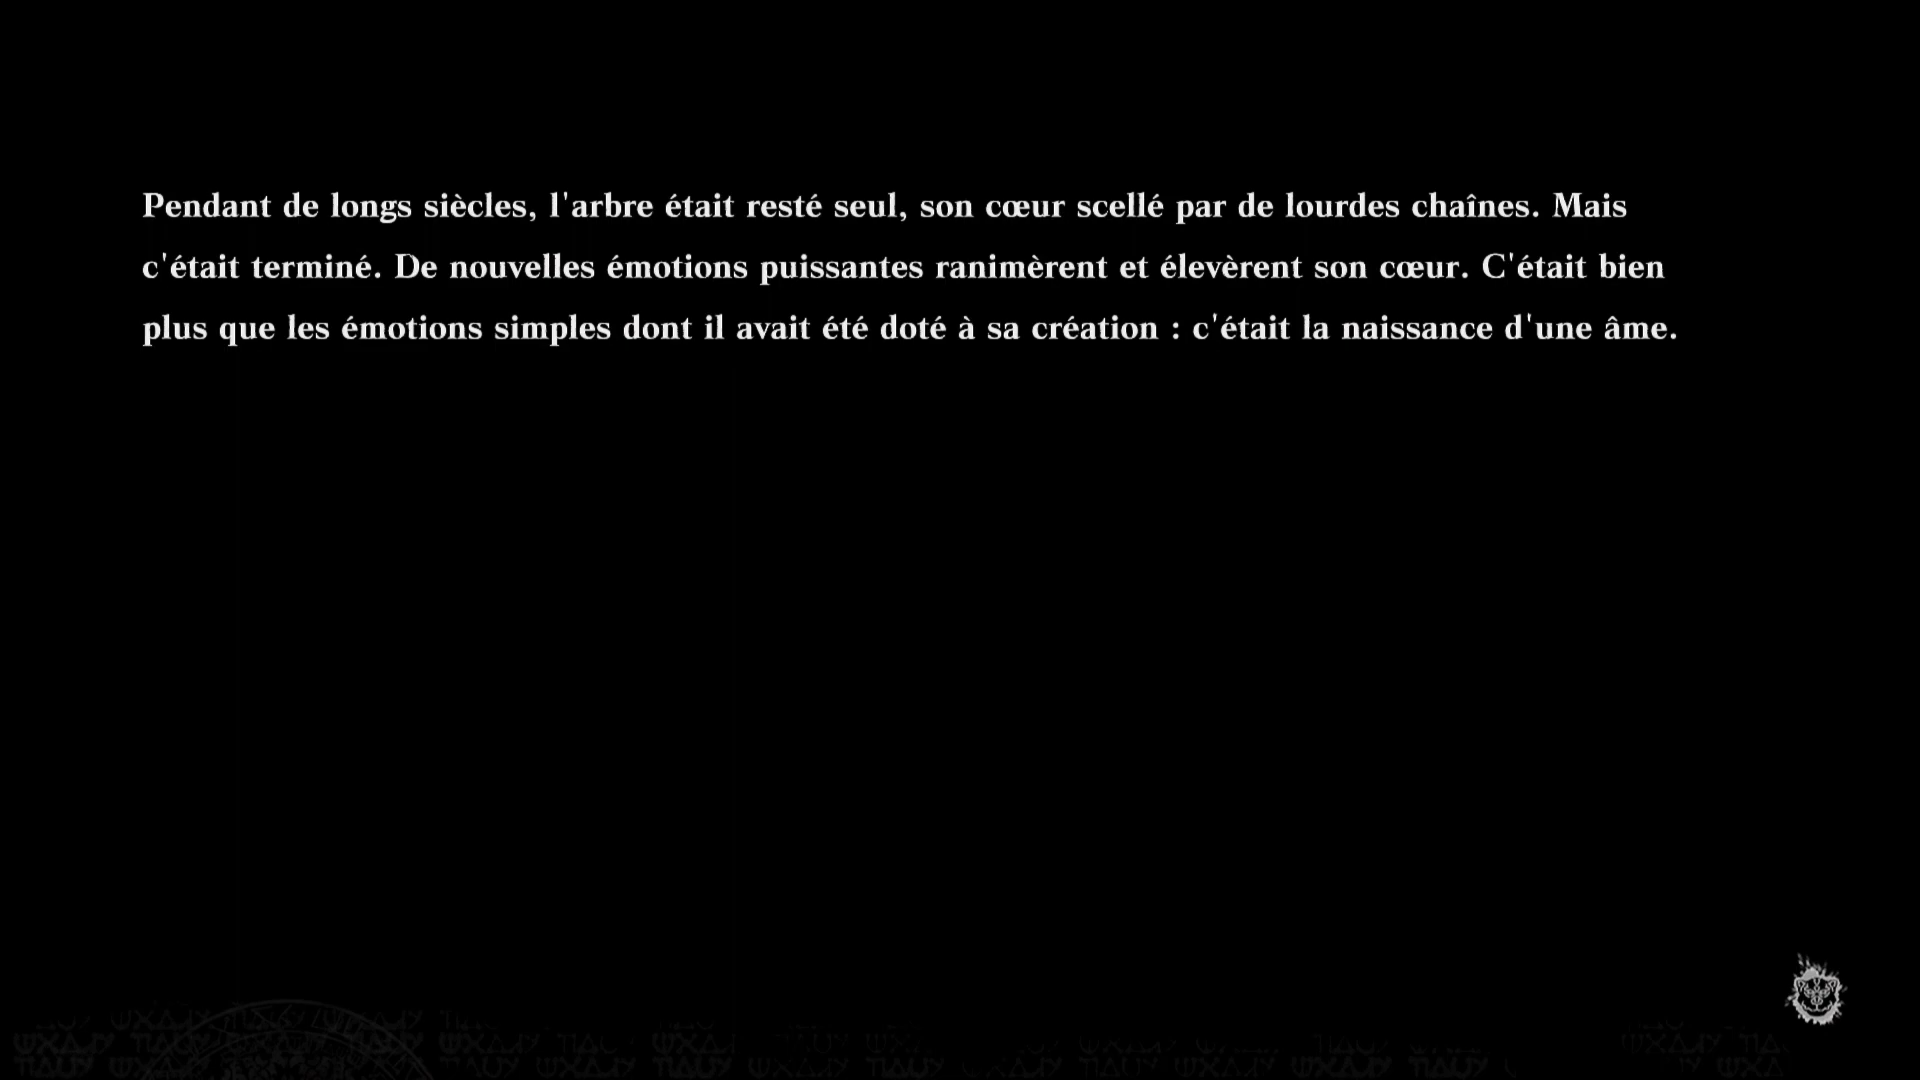 Pendant de longs siècles, l'arbre était resté seul, son cœur scellé par de lourdes chaînes. Mais
c'était terminé. De nouvelles émotions puissantes ranimèrent et élevèrent son cœur. C'était bien
plus que les émotions simples dont il avait été doté à sa création : c'était la naissance d'une âme.